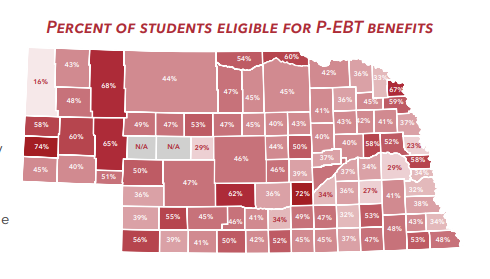 PERCENT OF STUDENTS ELIGIBLE FOR P-EBT BENEFITS
54% 60%
43% 42% 36% 33%
16% 68% 44% 67%
48% 47% 45% 45% 36% 45% 59%
41%
58% 49% 47% 53% 47% 45% 40% 43% 43% 32% 41% 37%
60% 40%
74% 65% N/A N/A 29% 44% 50% 40% 58% 52% 23%
46% 37% 58%
45% 40% 50% 46% 39% 37% 34% 29% 34%
51% 47%
36% 62% 36% 72% 34% 36% 27% 41% 32%
38%
39% 55% 45% 46% 41% 34% 49% 47% 32% 53% 43% 34%
48%
56% 39% 41% 50% 42% 52% 45% 45% 37% 47% 53% 48%
e